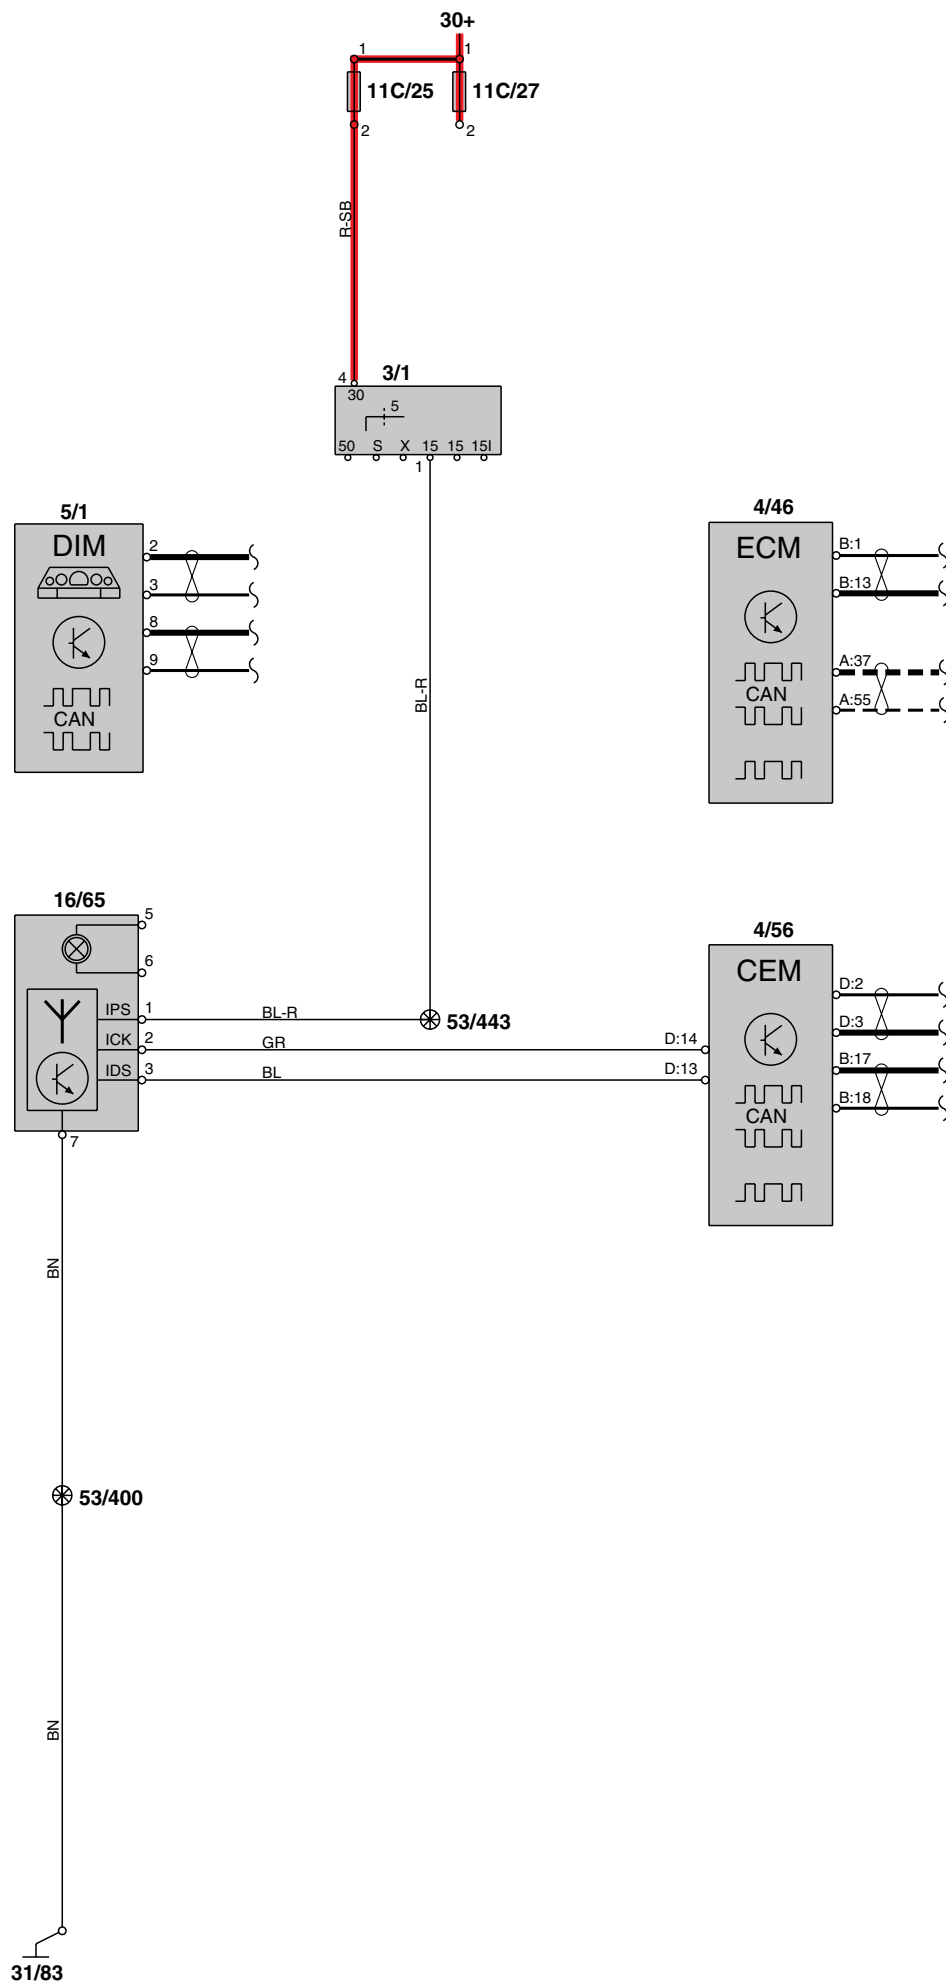 30+
1 1
11C/25 11C/27
2 2
R-SB
4 3/1
30
5
50 S X 15 15 15I
1
5/1
DIM
2
3
8
9
CAN
4/46
ECM
B:1
B:13
A:37
CAN
A:55
BL-R
16/65
5
6
IPS 1 BL-R 53/443
ICK 2 GR D:14
IDS 3 BL D:13
7
4/56
CEM
D:2
D:3
B:17
B:18
CAN
BN
53/400
BN
31/83